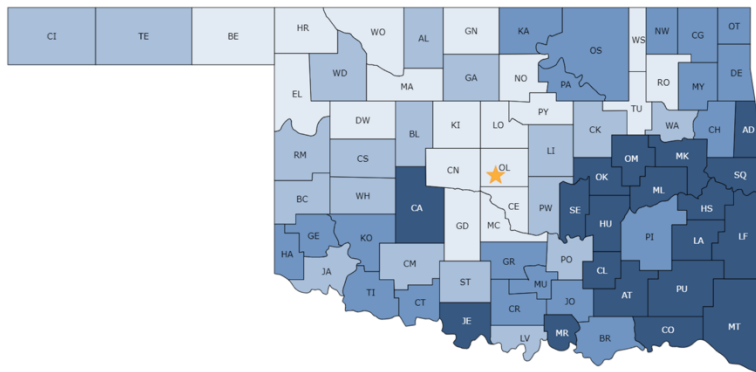 CI TE BE HR WO AL GN KA OS WS NW CG OT
EL WD MA GA NO PA TU RO MY DE
RM DW BL KI LO PY LI CK WA CH AD
CS CN OL OM MK SQ
BC WH CA CE PW SE OK ML HS
HA GE KO GD MC HU PI LA LF
JA CM GR PO CL
TI CT ST MU JO AT PU
JE CR MR BR CO MT
LV